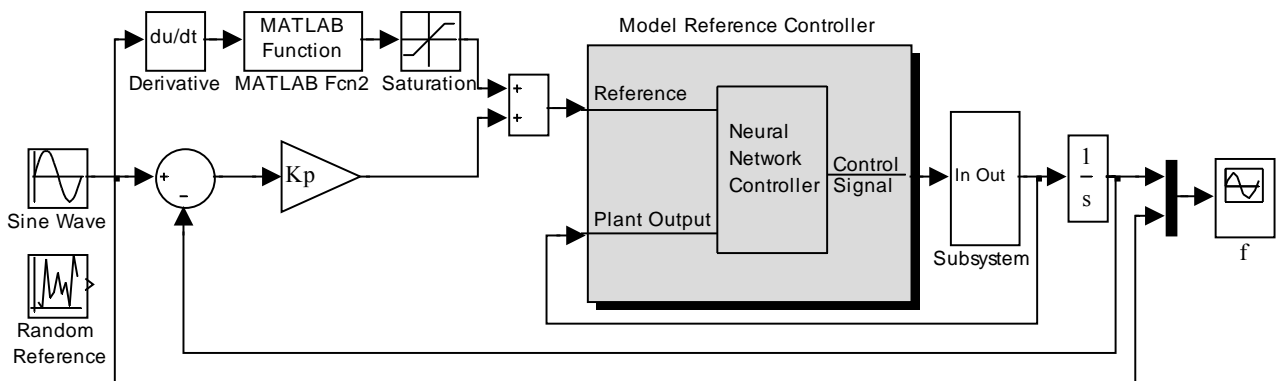 Model Reference Controller
du/dt
MATLAB
Function
Derivative
MATLAB Fcn2
Saturation
+
+
Reference
Neural
Network
Controller
Control
Signal
Plant Output
In Out
Subsystem
1
s
f
+
−
Kp
Sine Wave
Random
Reference